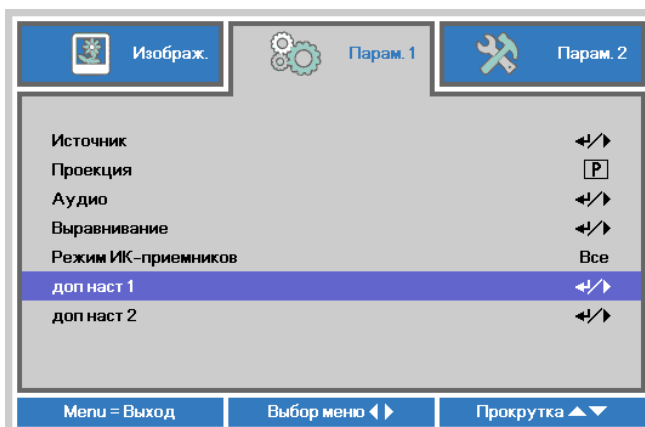 Изображ. Парам. 1 Парам. 2
Источник
Проекция P
Аудио
Выравнивание
Режим ИК-приемников Все
доп наст 1
доп наст 2
Menu = Выход Выбор меню Прокрутка